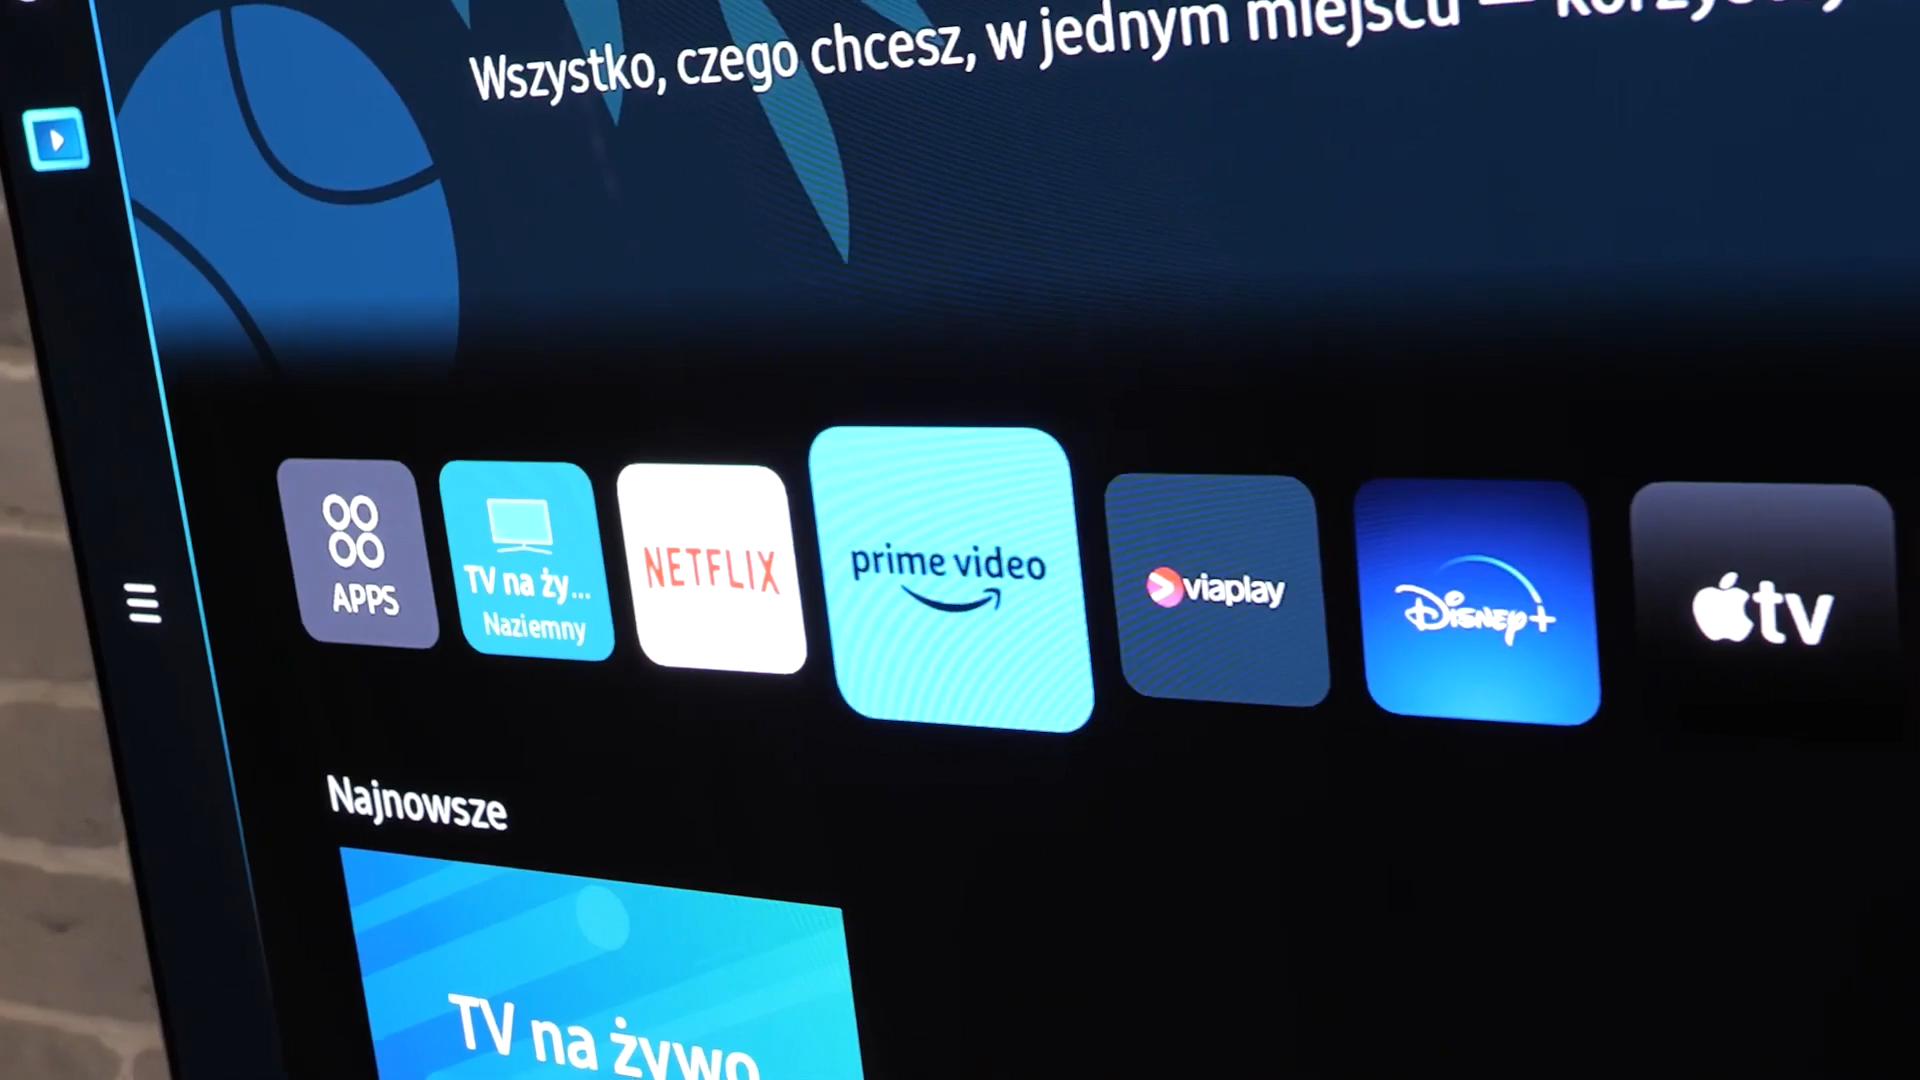 Wszystko, czego chcesz, w jednym miejscu —
APPS
TV na ży...
Naziemny
NETFLIX
prime video
viaplay
Disney+
tv
Najnowsze
TV na żywo